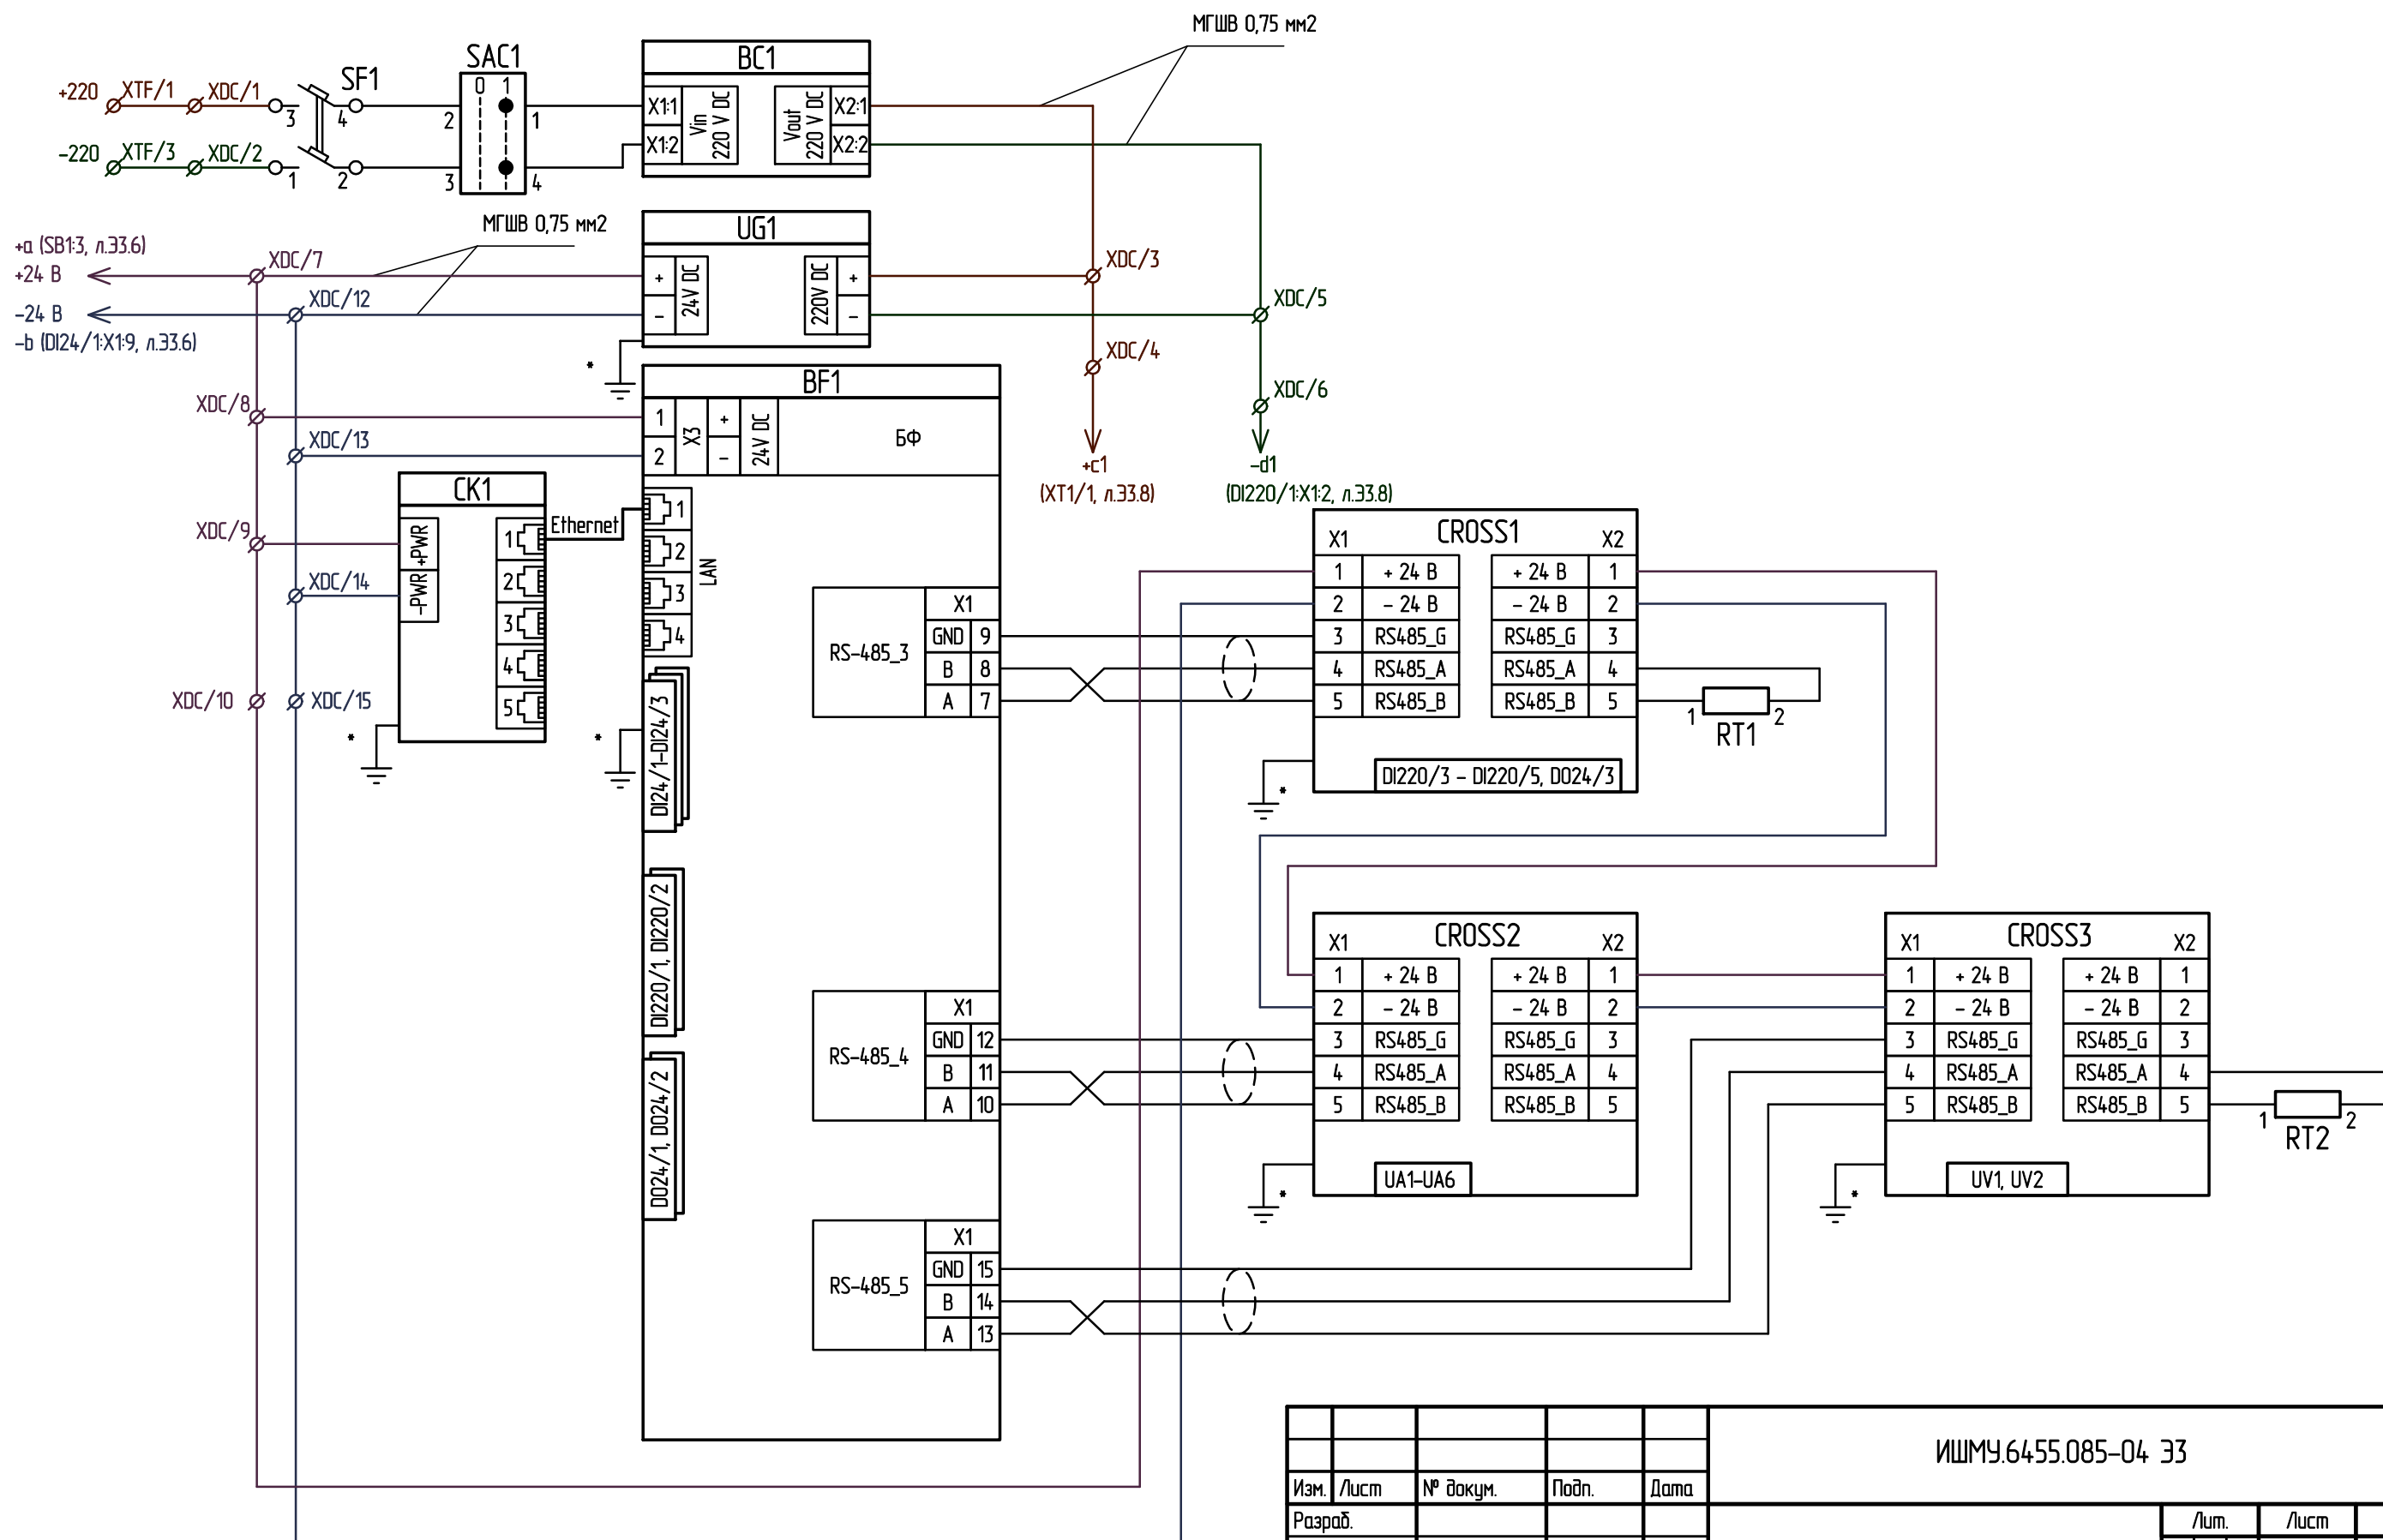 МГШВ 0,75 мм2
+220 XTF/1 XDC/1
3
SF1
4
-220 XTF/3 XDC/2
1
2
SAC1
0 1
2 1
3 4
BC1
X1:1
X1:2
Vin
220 V DC
Vout
220 V DC
X2:1
X2:2
МГШВ 0,75 мм2
+a (SB1:3, л.Э3.6)
+24 В
XDC/7
-24 В
XDC/12
-b (DI24/1:X1:9, л.Э3.6)
UG1
+
-
24V DC
220V DC
+
-
*
XDC/3
XDC/5
XDC/4
XDC/6
+c1
(XT1/1, л.Э3.8)
-d1
(DI220/1:X1:2, л.Э3.8)
XDC/8
XDC/13
XDC/9
XDC/14
XDC/10
XDC/15
BF1
1
2
X3
+
-
24V DC
БФ
CK1
+PWR
-PWR
1
2
3
4
5
*
Ethernet
1
2
3
4
LAN
*
DI24/1-DI24/3
DI220/1, DI220/2
DO24/1, DO24/2
RS-485_3
X1
GND 9
B 8
A 7
RS-485_4
X1
GND 12
B 11
A 10
RS-485_5
X1
GND 15
B 14
A 13
CROSS1
X1 X2
1 + 24 В + 24 В 1
2 - 24 В - 24 В 2
3 RS485_G RS485_G 3
4 RS485_A RS485_A 4
5 RS485_B RS485_B 5
1 2
RT1
DI220/3 - DI220/5, DO24/3
*
CROSS2
X1 X2
1 + 24 В + 24 В 1
2 - 24 В - 24 В 2
3 RS485_G RS485_G 3
4 RS485_A RS485_A 4
5 RS485_B RS485_B 5
UA1-UA6
*
CROSS3
X1 X2
1 + 24 В + 24 В 1
2 - 24 В - 24 В 2
3 RS485_G RS485_G 3
4 RS485_A RS485_A 4
5 RS485_B RS485_B 5
1 2
RT2
UV1, UV2
*
ИШМУ.6455.085-04 Э3
Изм. Лист № докум. Подп. Дата
Разраб.
Лит. Лист